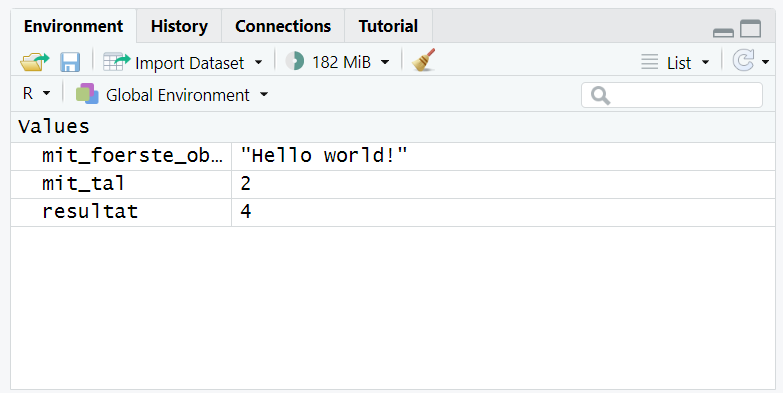 Environment History Connections Tutorial
Import Dataset 182 MiB List
R Global Environment
Values
mit_foerste_ob… "Hello world!"
mit_tal 2
resultat 4